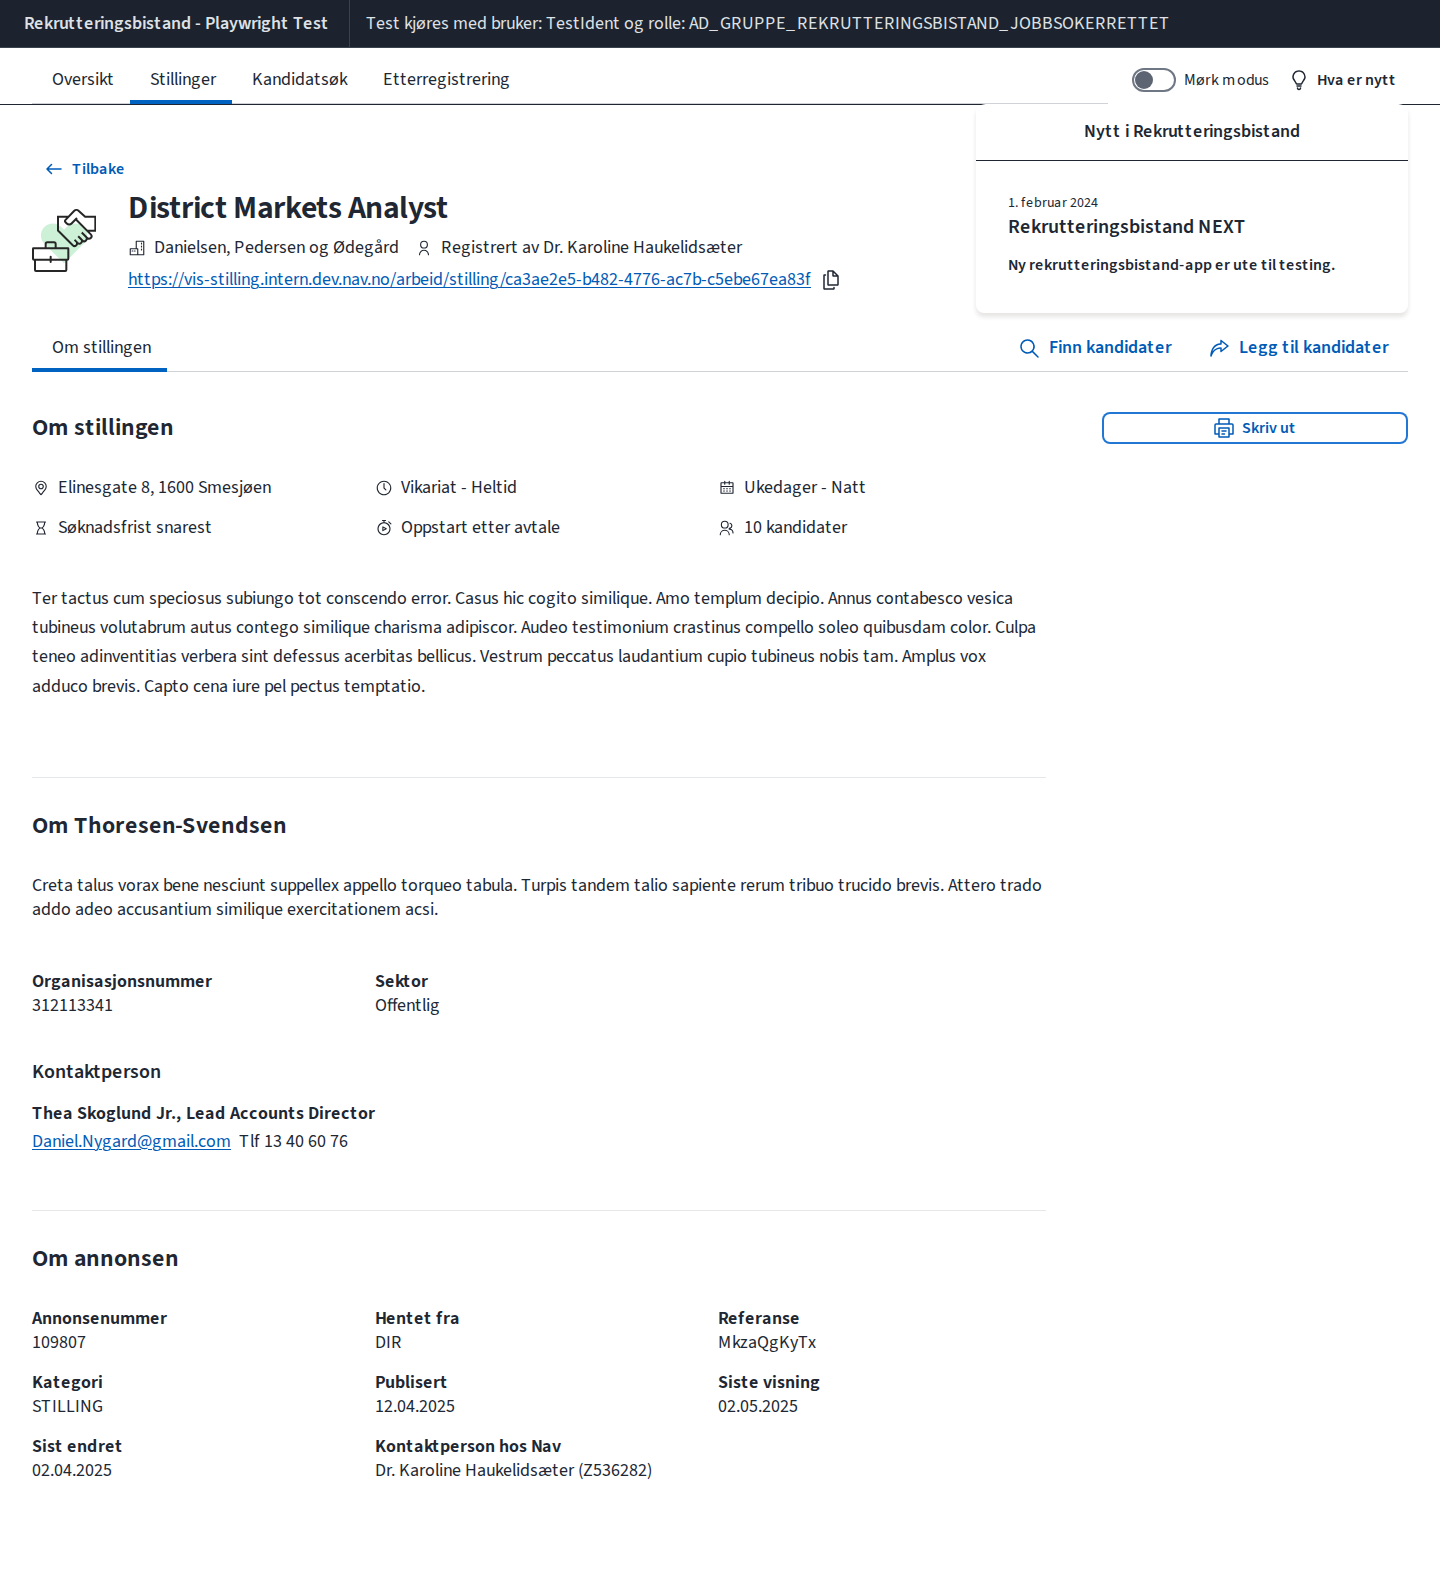 Rekrutteringsbistand - Playwright Test
Test kjøres med bruker: TestIdent og rolle: AD_GRUPPE_REKRUTTERINGSBISTAND_JOBBSOKERRETTET
Oversikt
Stillinger
Kandidatsøk
Etterregistrering
Mørk modus
Hva er nytt
Nytt i Rekrutteringsbistand
1. februar 2024
Rekrutteringsbistand NEXT
Ny rekrutteringsbistand-app er ute til testing.
Tilbake
District Markets Analyst
Danielsen, Pedersen og Ødegård
Registrert av Dr. Karoline Haukelidsæter
https://vis-stilling.intern.dev.nav.no/arbeid/stilling/ca3ae2e5-b482-4776-ac7b-c5ebe67ea83f
Om stillingen
Finn kandidater
Legg til kandidater
Om stillingen
Skriv ut
Elinesgate 8, 1600 Smesjøen
Vikariat - Heltid
Ukedager - Natt
Søknadsfrist snarest
Oppstart etter avtale
10 kandidater
Ter tactus cum speciosus subiungo tot conscendo error. Casus hic cogito similique. Amo templum decipio. Annus contabesco vesica
tubineus volutabrum autus contego similique charisma adipiscor. Audeo testimonium crastinus compello soleo quibusdam color. Culpa
teneo adinventitias verbera sint defessus acerbitas bellicus. Vestrum peccatus laudantium cupio tubineus nobis tam. Amplus vox
adduco brevis. Capto cena iure pel pectus temptatio.
Om Thoresen-Svendsen
Creta talus vorax bene nesciunt suppellex appello torqueo tabula. Turpis tandem talio sapiente rerum tribuo trucido brevis. Attero trado
addo adeo accusantium similique exercitationem acsi.
Organisasjonsnummer
312113341
Sektor
Offentlig
Kontaktperson
Thea Skoglund Jr., Lead Accounts Director
Daniel.Nygard@gmail.com Tlf 13 40 60 76
Om annonsen
Annonsenummer
109807
Hentet fra
DIR
Referanse
MkzaQgKyTx
Kategori
STILLING
Publisert
12.04.2025
Siste visning
02.05.2025
Sist endret
02.04.2025
Kontaktperson hos Nav
Dr. Karoline Haukelidsæter (Z536282)